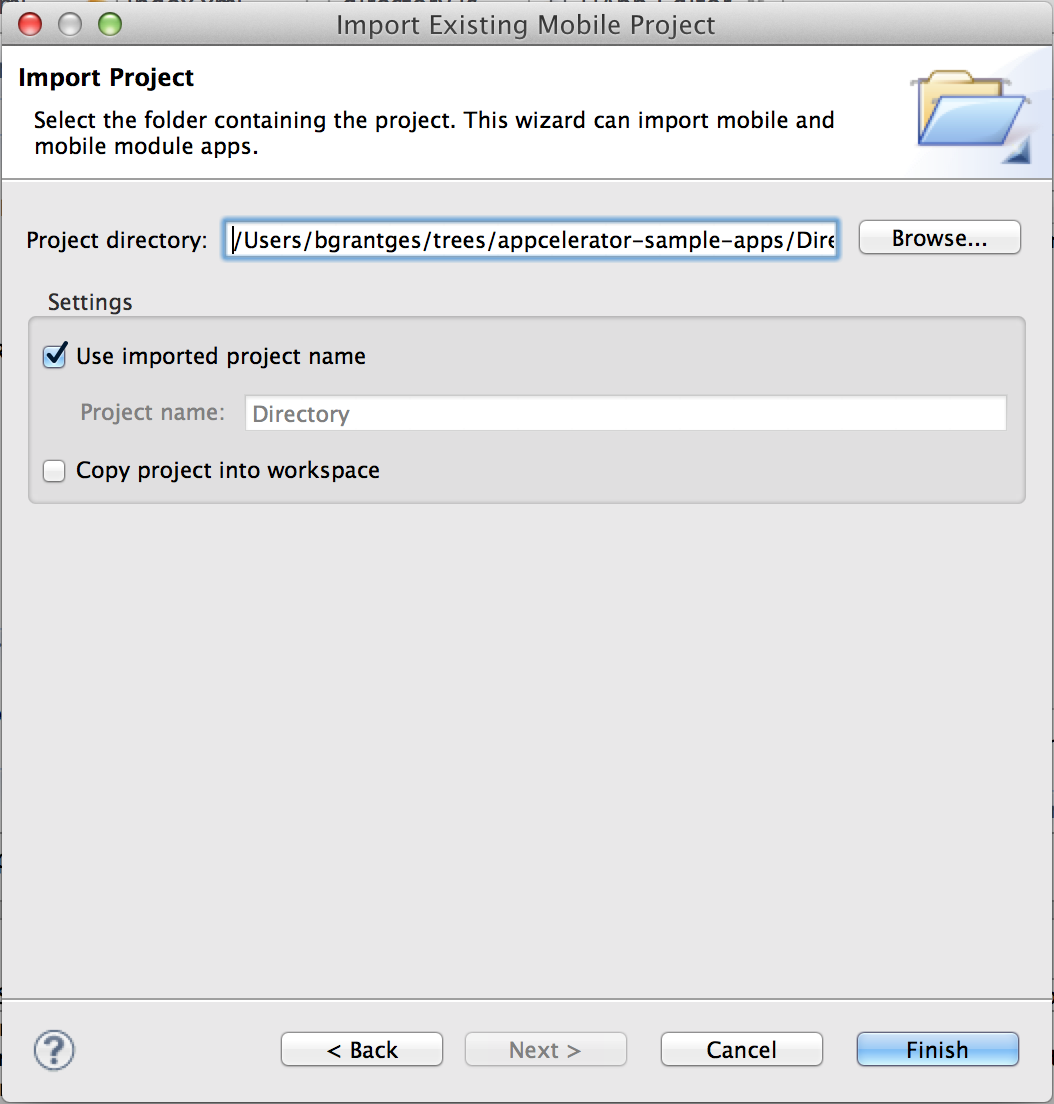 Import Existing Mobile Project
Import Project
Select the folder containing the project. This wizard can import mobile and
mobile module apps.
Project directory: /Users/bgrantges/trees/appcelerator-sample-apps/Dire Browse...
Settings
Use imported project name
Project name: Directory
Copy project into workspace
? < Back Next > Cancel Finish